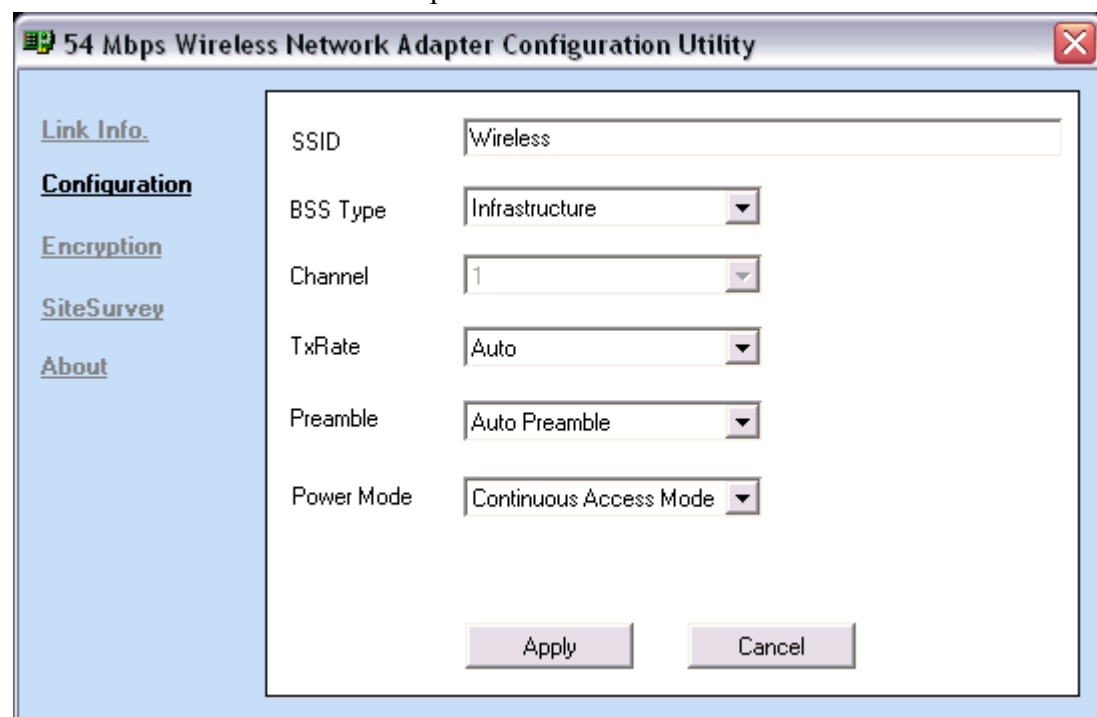 54 Mbps Wireless Network Adapter Configuration Utility
Link Info.
Configuration
Encryption
SiteSurvey
About
SSID Wireless
BSS Type Infrastructure
Channel 1
TxRate Auto
Preamble Auto Preamble
Power Mode Continuous Access Mode
Apply Cancel